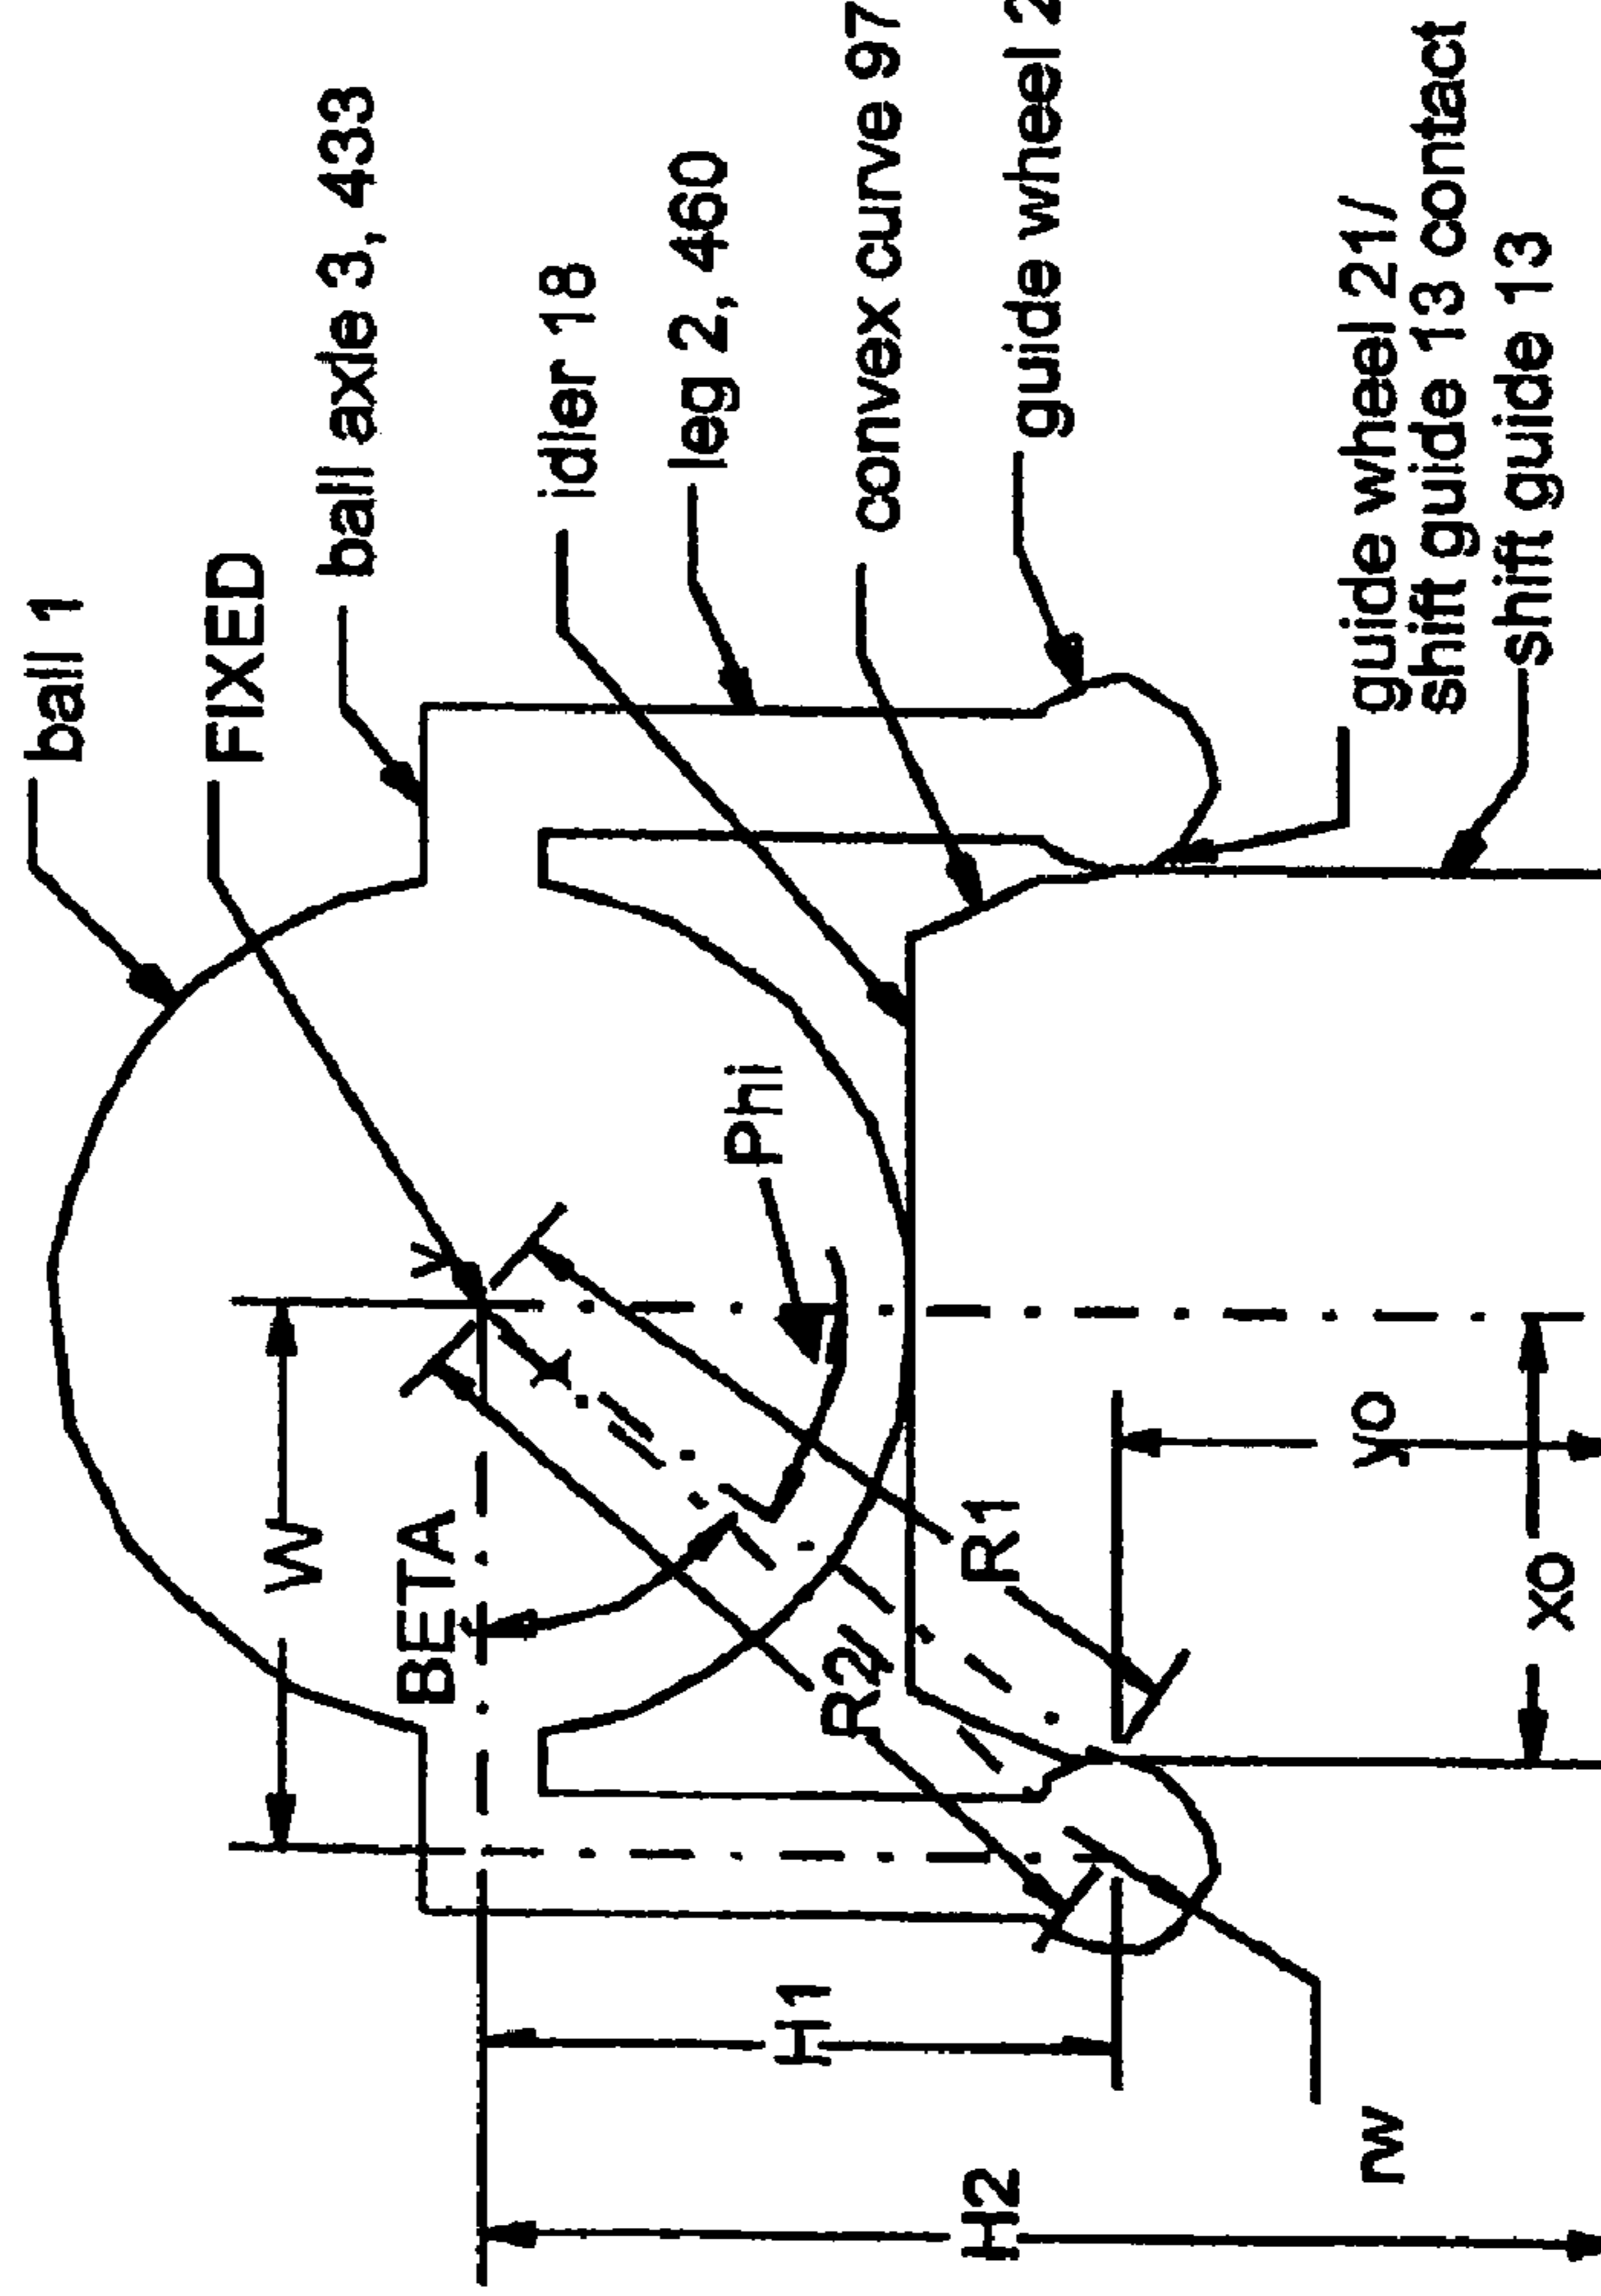 ball 1
FIXED
ball axle 3, 433
idler 18
leg 2, 460
convex curve 97
guide wheel 2
guide wheel 21/
shift guide 13 contact
shift guide 13
Phi
y
x
W
BETA
R1
R2
yo
xo
H1
H2
rw